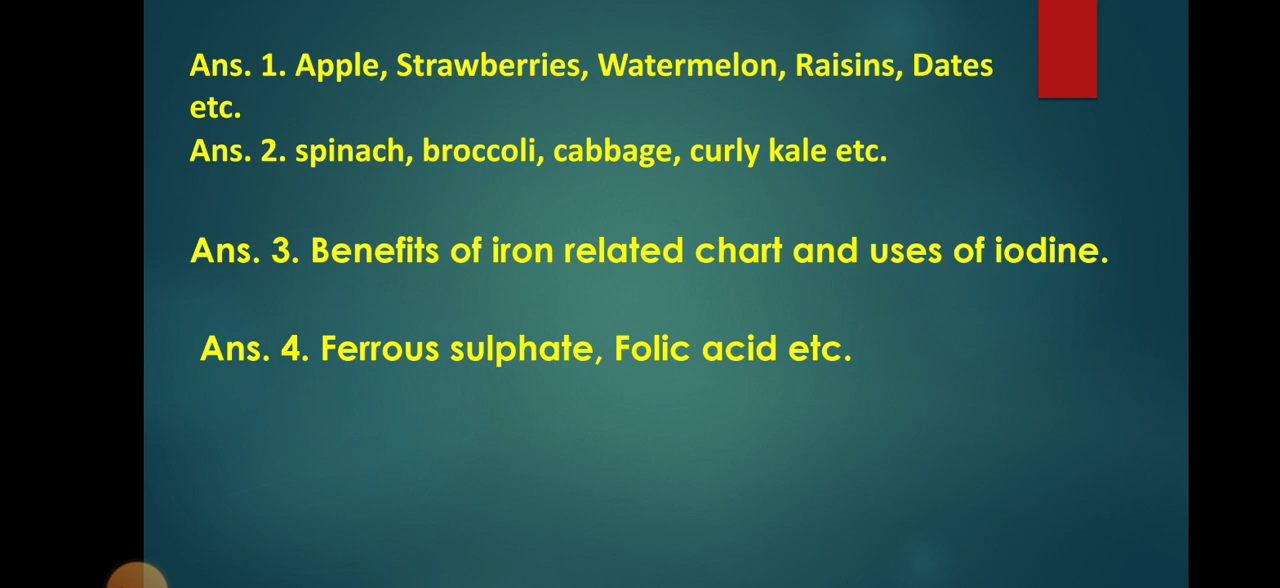 Ans. 1. Apple, Strawberries, Watermelon, Raisins, Dates
etc.
Ans. 2. spinach, broccoli, cabbage, curly kale etc.
Ans. 3. Benefits of iron related chart and uses of iodine.
Ans. 4. Ferrous sulphate, Folic acid etc.